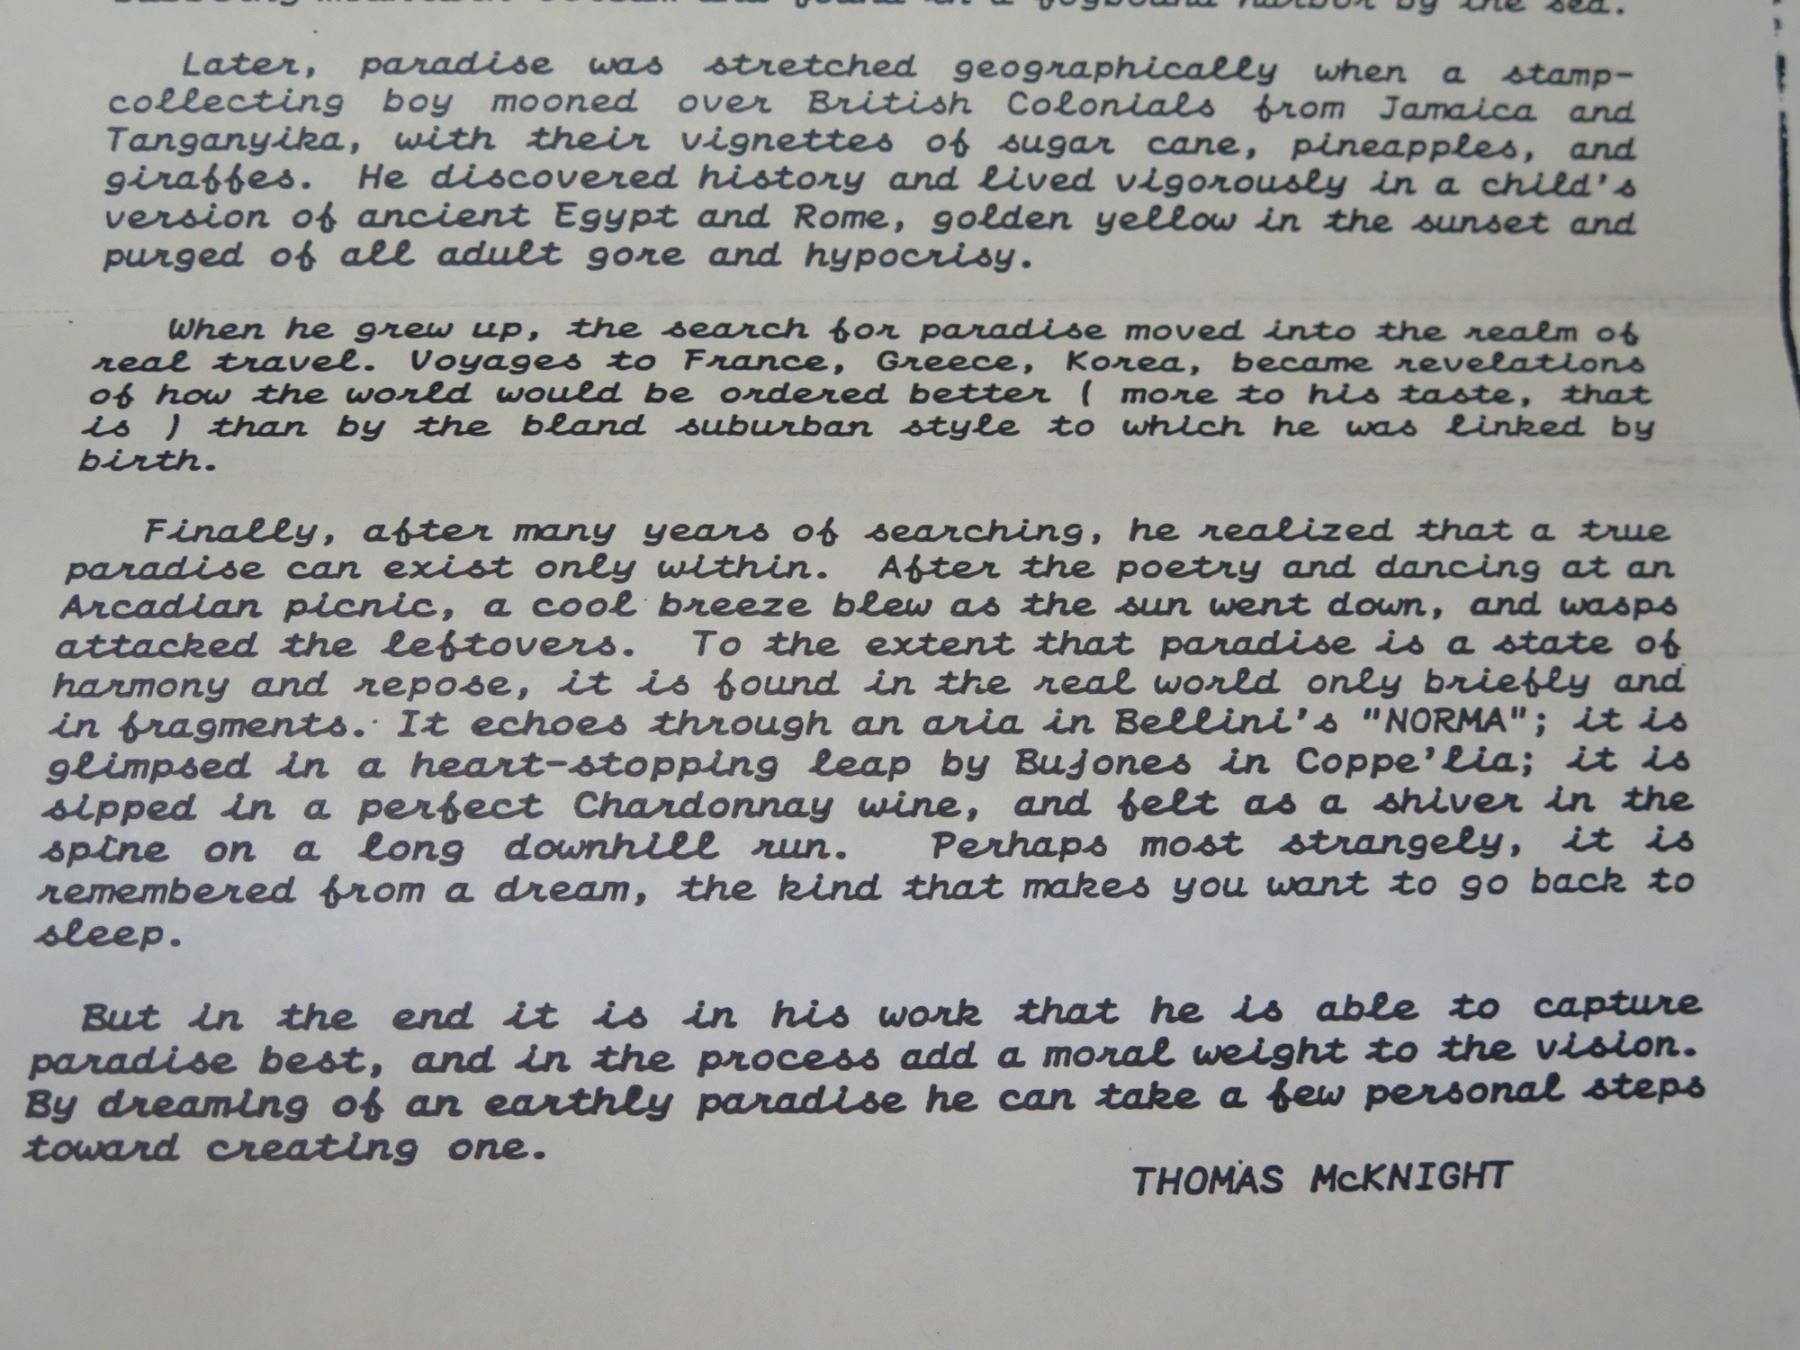 found in a fogbound harbor by the sea.
Later, paradise was stretched geographically when a stamp-
collecting boy mooned over British Colonials from Jamaica and
Tanganyika, with their vignettes of sugar cane, pineapples, and
giraffes. He discovered history and lived vigorously in a child's
version of ancient Egypt and Rome, golden yellow in the sunset and
purged of all adult gore and hypocrisy.
When he grew up, the search for paradise moved into the realm of
real travel. Voyages to France, Greece, Korea, became revelations
of how the world would be ordered better ( more to his taste, that
is ) than by the bland suburban style to which he was linked by
birth.
Finally, after many years of searching, he realized that a true
paradise can exist only within. After the poetry and dancing at an
Arcadian picnic, a cool breeze blew as the sun went down, and wasps
attacked the leftovers. To the extent that paradise is a state of
harmony and repose, it is found in the real world only briefly and
in fragments. It echoes through an aria in Bellini's "NORMA"; it is
glimpsed in a heart-stopping leap by Bujones in Coppe'lia; it is
sipped in a perfect Chardonnay wine, and felt as a shiver in the
spine on a long downhill run. Perhaps most strangely, it is
remembered from a dream, the kind that makes you want to go back to
sleep.
But in the end it is in his work that he is able to capture
paradise best, and in the process add a moral weight to the vision.
By dreaming of an earthly paradise he can take a few personal steps
toward creating one.
THOMAS McKNIGHT